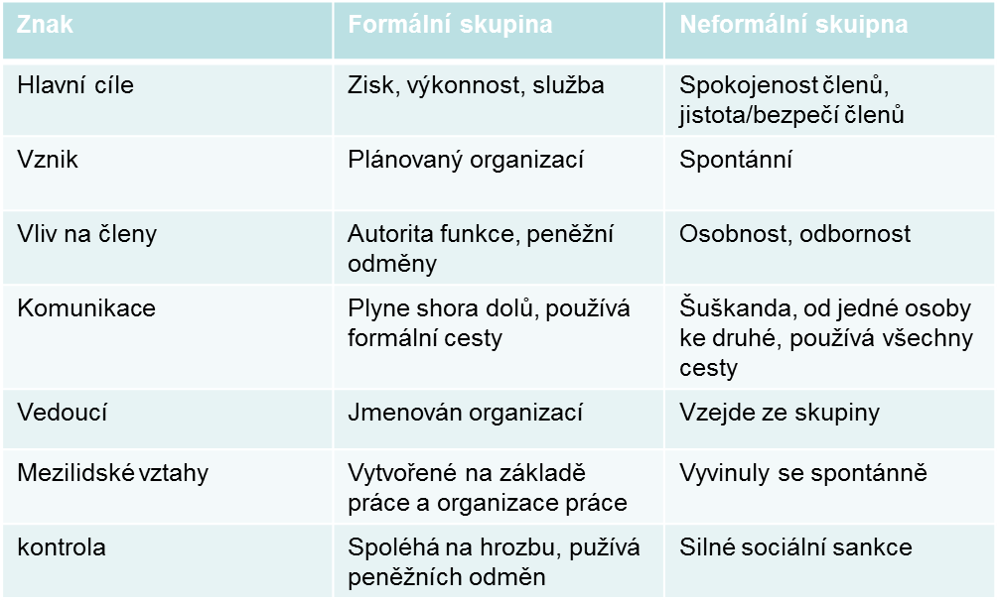 Znak
Formální skupina
Neformální skuipna
Hlavní cíle
Zisk, výkonnost, služba
Spokojenost členů,
jistota/bezpečí členů
Vznik
Plánovaný organizací
Spontánní
Vliv na členy
Autorita funkce, peněžní
odměny
Osobnost, odbornost
Komunikace
Plyne shora dolů, používá
formální cesty
Šuškanda, od jedné osoby
ke druhé, používá všechny
cesty
Vedoucí
Jmenován organizací
Vzejde ze skupiny
Mezilidské vztahy
Vytvořené na základě
práce a organizace práce
Vyvinuly se spontánně
kontrola
Spoléhá na hrozbu, pužívá
peněžních odměn
Silné sociální sankce